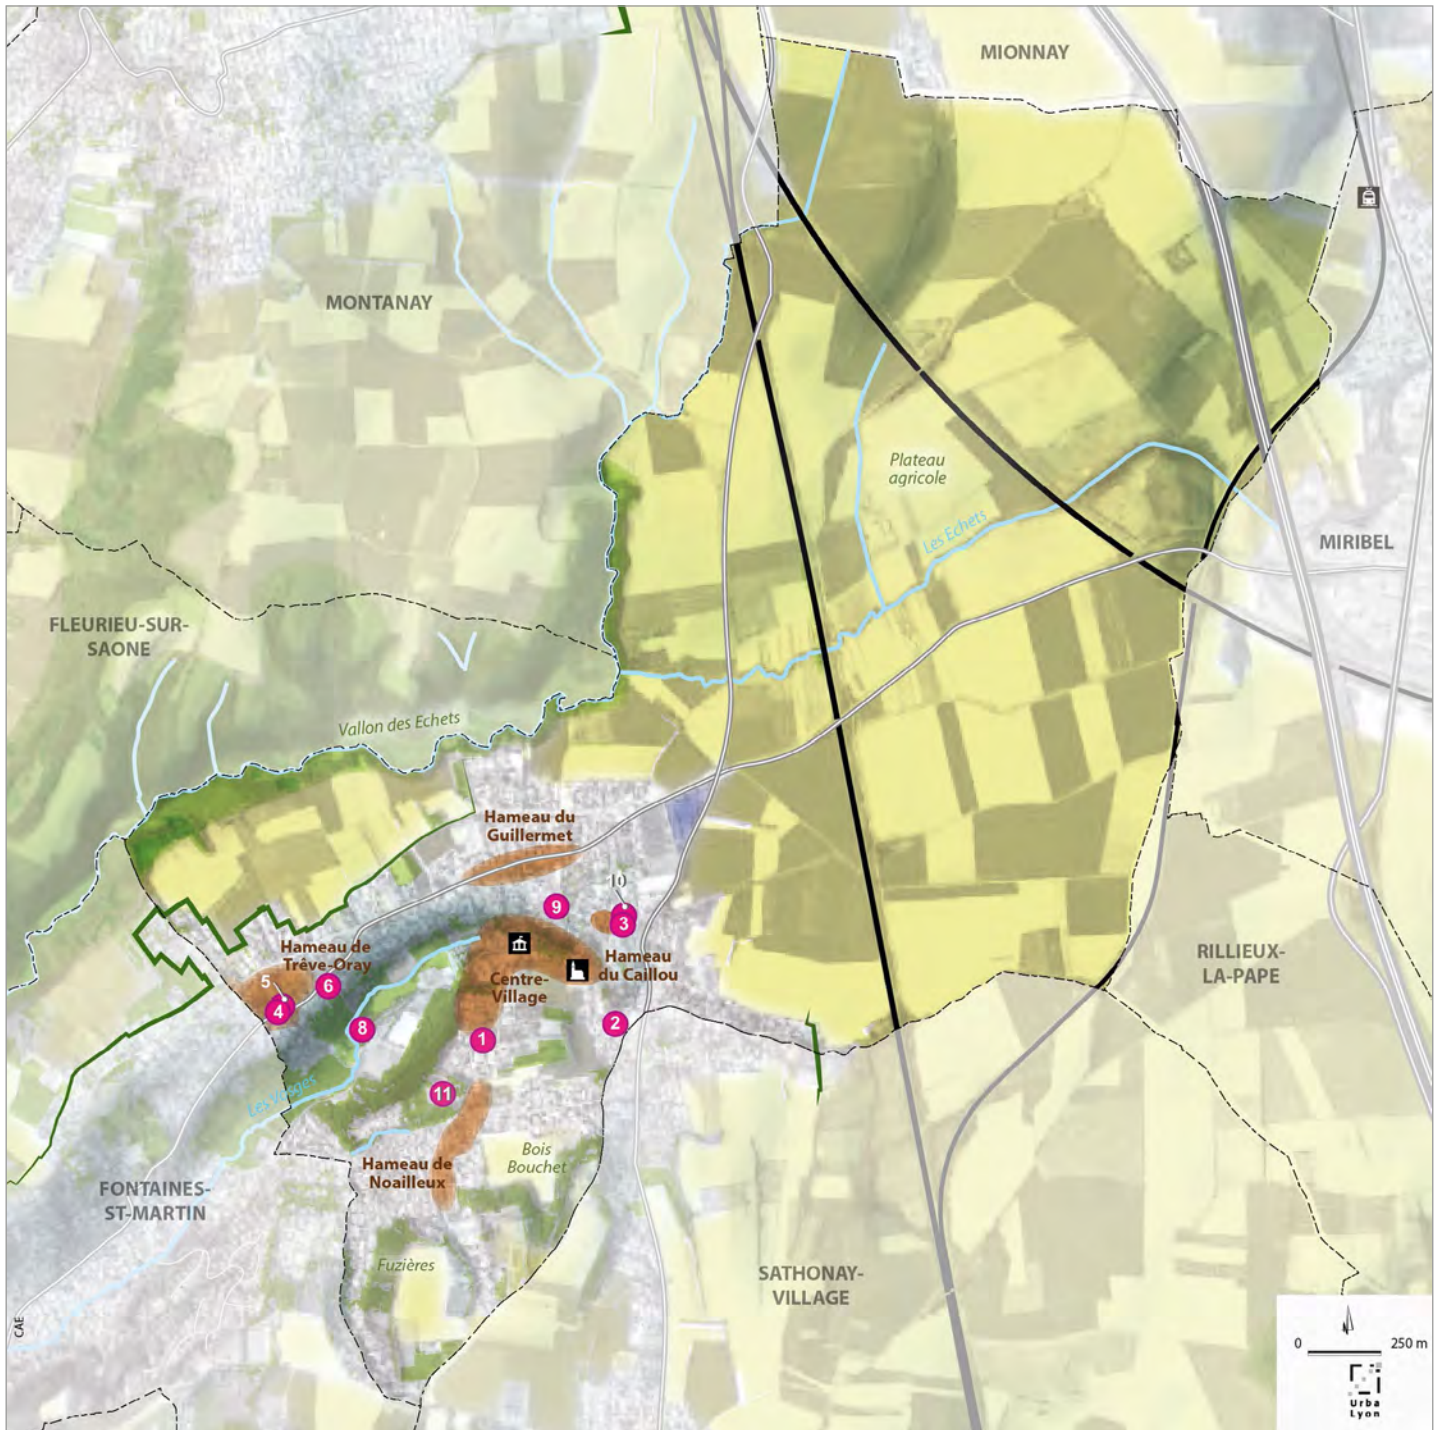 MIONNAY
MONTANAY
Plateau
agricole
Les Echets
MIRIBEL
FLEURIEU-SUR-
SAONE
Vallon des Echets
Hameau du
Guillermet
10
9
3
Hameau de
Trêve-Oray
Hameau
du Caillou
RILLIEUX-
LA-PAPE
5
6
4
Centre-
Village
8
2
1
11
Les Vosges
Bois
Bouchet
Hameau de
Noailleux
FONTAINES-
ST-MARTIN
Fuzières
SATHONAY-
VILLAGE
CAE
0 250 m
Urba
Lyon